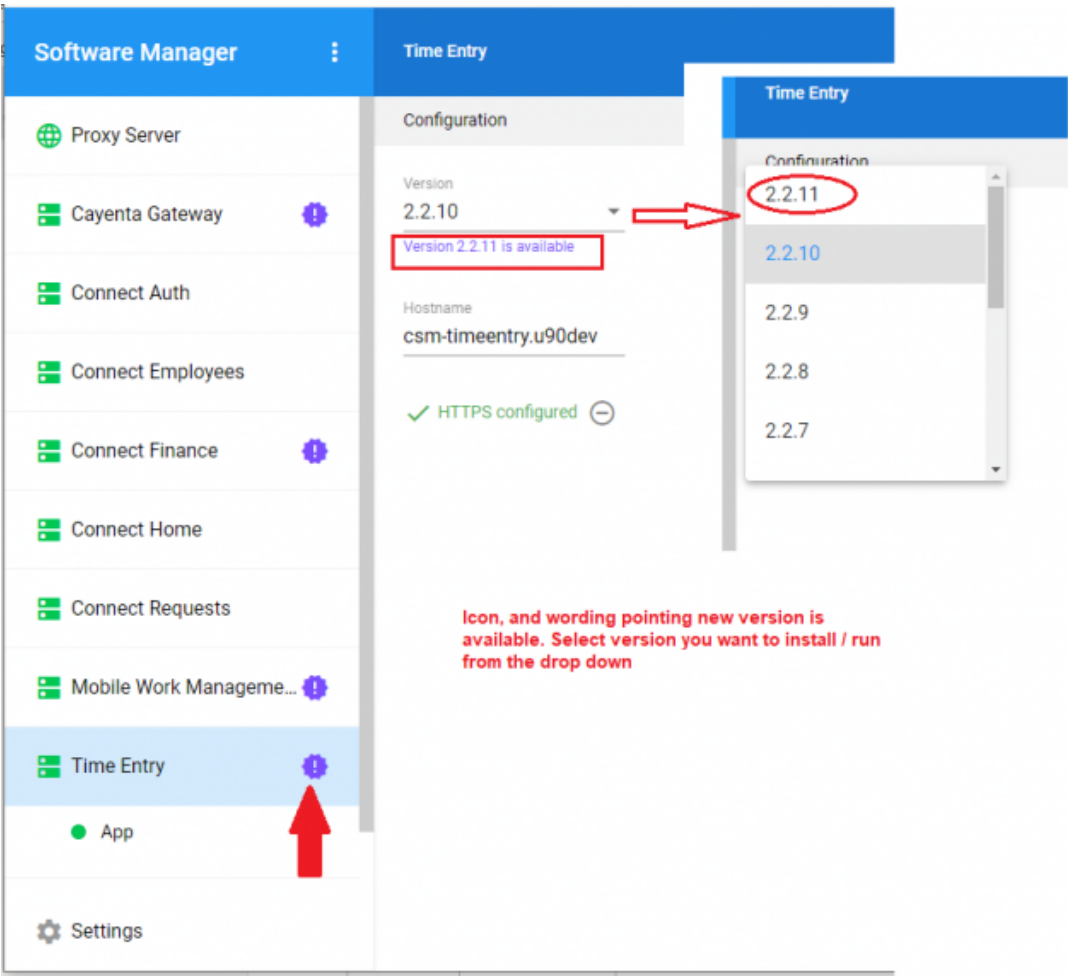 Software Manager
Proxy Server
Cayenta Gateway
Connect Auth
Connect Employees
Connect Finance
Connect Home
Connect Requests
Mobile Work Manageme...
Time Entry
App
Settings
Time Entry
Configuration
Version
2.2.10
Version 2.2.11 is available
Hostname
csm-timeentry.u90dev
HTTPS configured
Time Entry
Configuration
2.2.11
2.2.10
2.2.9
2.2.8
2.2.7
Icon, and wording pointing new version is
available. Select version you want to install / run
from the drop down